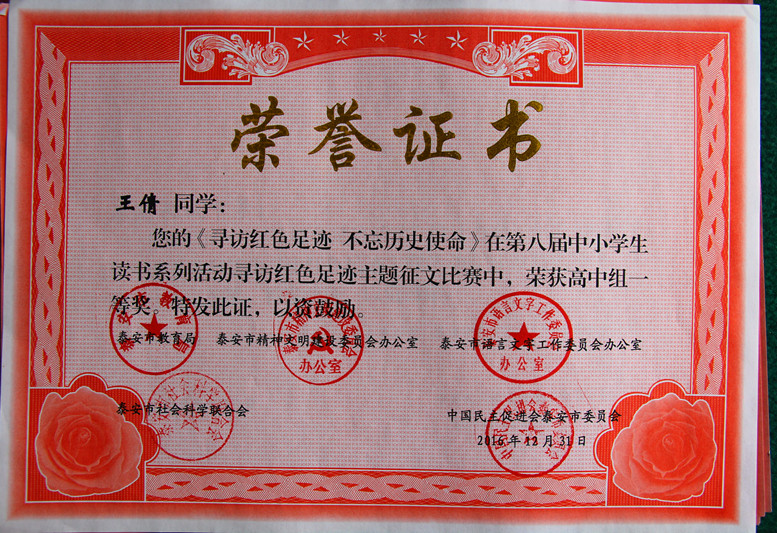 荣誉证书
王倩 同学：
您的《寻访红色足迹 不忘历史使命》在第八届中小学生
读书系列活动寻访红色足迹主题征文比赛中，荣获高中组一
等奖。特发此证，以资鼓励。
泰安市教育局 泰安市精神文明建设委员会办公室 泰安市语言文字工作委员会办公室
办公室 办公室
泰安市社会科学联合会 中国民主促进会泰安市委员会
2016年12月31日